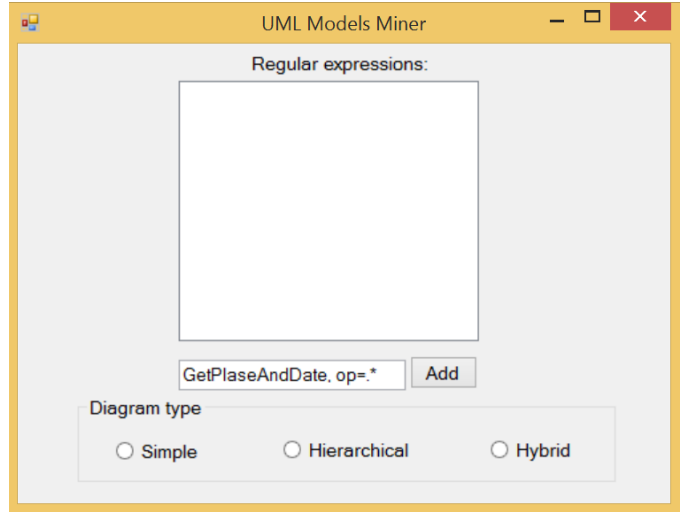 UML Models Miner
Regular expressions:
GetPlaseAndDate, op=.*
Add
Diagram type
Simple
Hierarchical
Hybrid